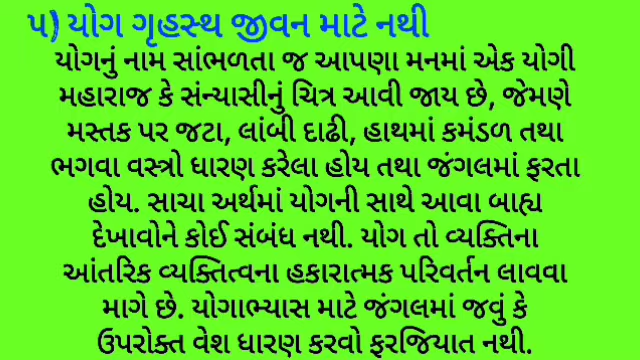 ૫) યોગ ગૃહસ્થ જીવન માટે નથી
યોગનું નામ સાંભળતા જ આપણા મનમાં એક યોગી
મહારાજ કે સંન્યાસીનું ચિત્ર આવી જાય છે, જેમણે
મસ્તક પર જટા, લાંબી દાઢી, હાથમાં કમંડળ તથા
ભગવા વસ્ત્રો ધારણ કરેલા હોય તથા જંગલમાં ફરતા
હોય. સાચા અર્થમાં યોગની સાથે આવા બાહ્ય
દેખાવોને કોઈ સંબંધ નથી. યોગ તો વ્યક્તિના
આંતરિક વ્યક્તિત્વના હકારાત્મક પરિવર્તન લાવવા
માગે છે. યોગાભ્યાસ માટે જંગલમાં જવું કે
ઉપરોક્ત વેશ ધારણ કરવો ફરજિયાત નથી.